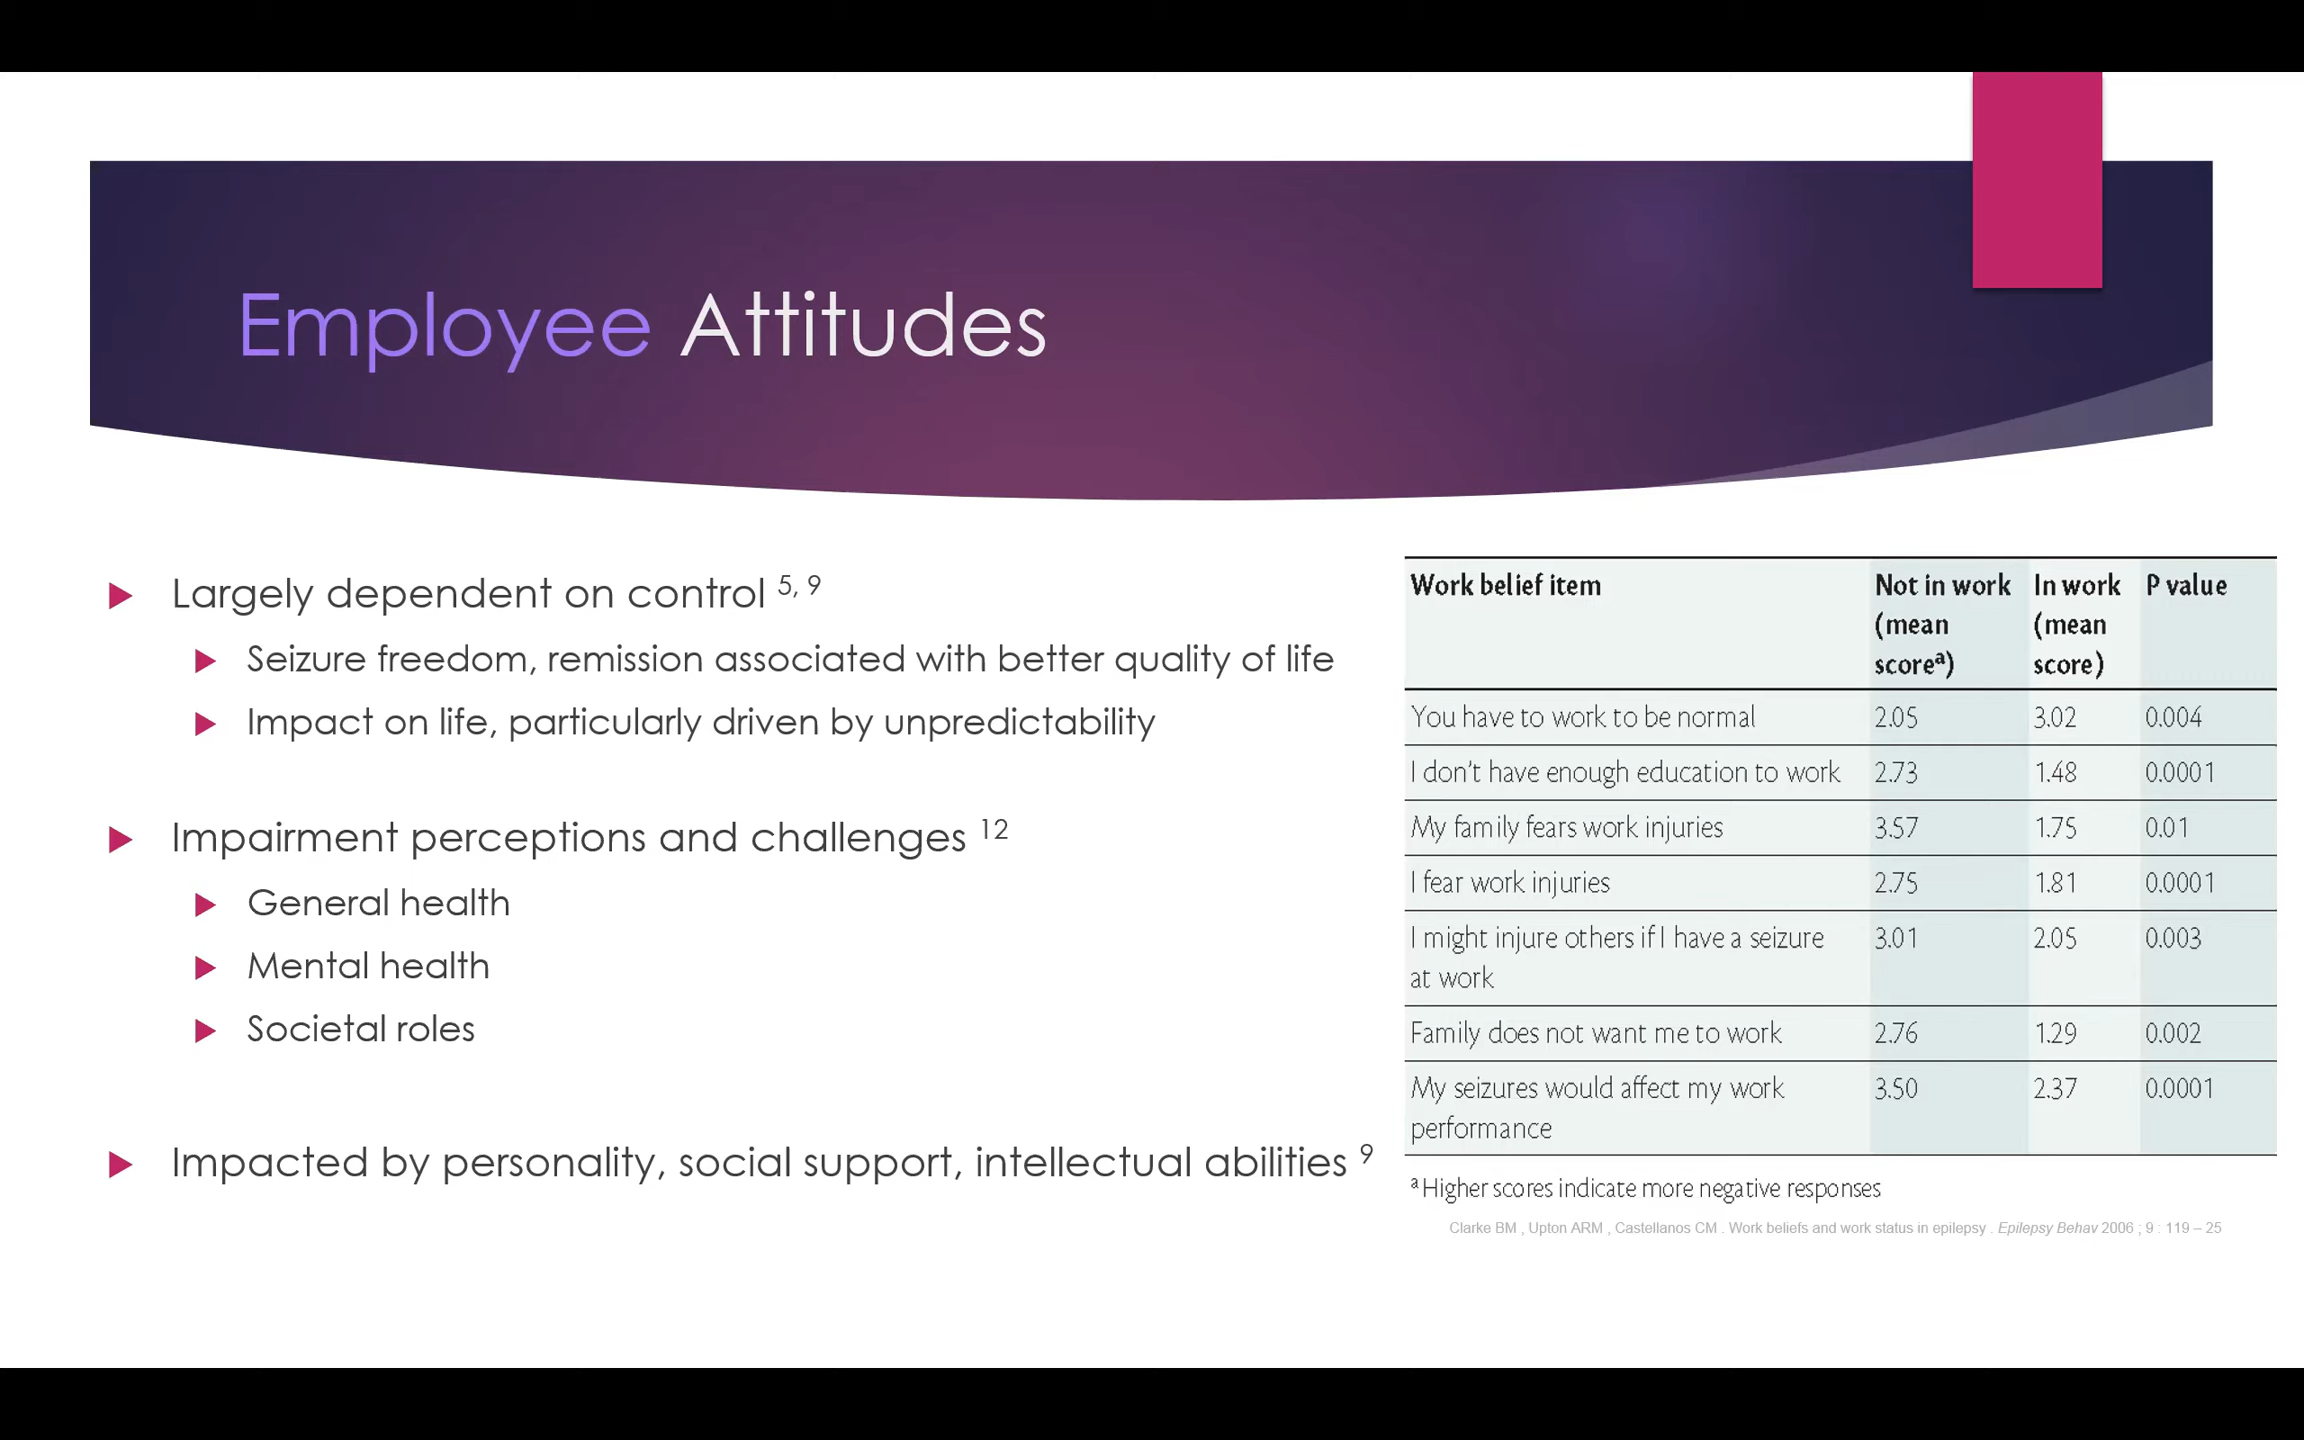 Employee Attitudes
Largely dependent on control 5, 9
Seizure freedom, remission associated with better quality of life
Impact on life, particularly driven by unpredictability
Impairment perceptions and challenges 12
General health
Mental health
Societal roles
Impacted by personality, social support, intellectual abilities 9
Work belief item Not in work In work P value
(mean (mean
scoreª) score)
You have to work to be normal 2.05 3.02 0.004
I don't have enough education to work 2.73 1.48 0.0001
My family fears work injuries 3.57 1.75 0.01
I fear work injuries 2.75 1.81 0.0001
I might injure others if I have a seizure 3.01 2.05 0.003
at work
Family does not want me to work 2.76 1.29 0.002
My seizures would affect my work 3.50 2.37 0.0001
performance
ª Higher scores indicate more negative responses
Clarke BM , Upton ARM , Castellanos CM . Work beliefs and work status in epilepsy . Epilepsy Behav 2006 ; 9 : 119 – 25